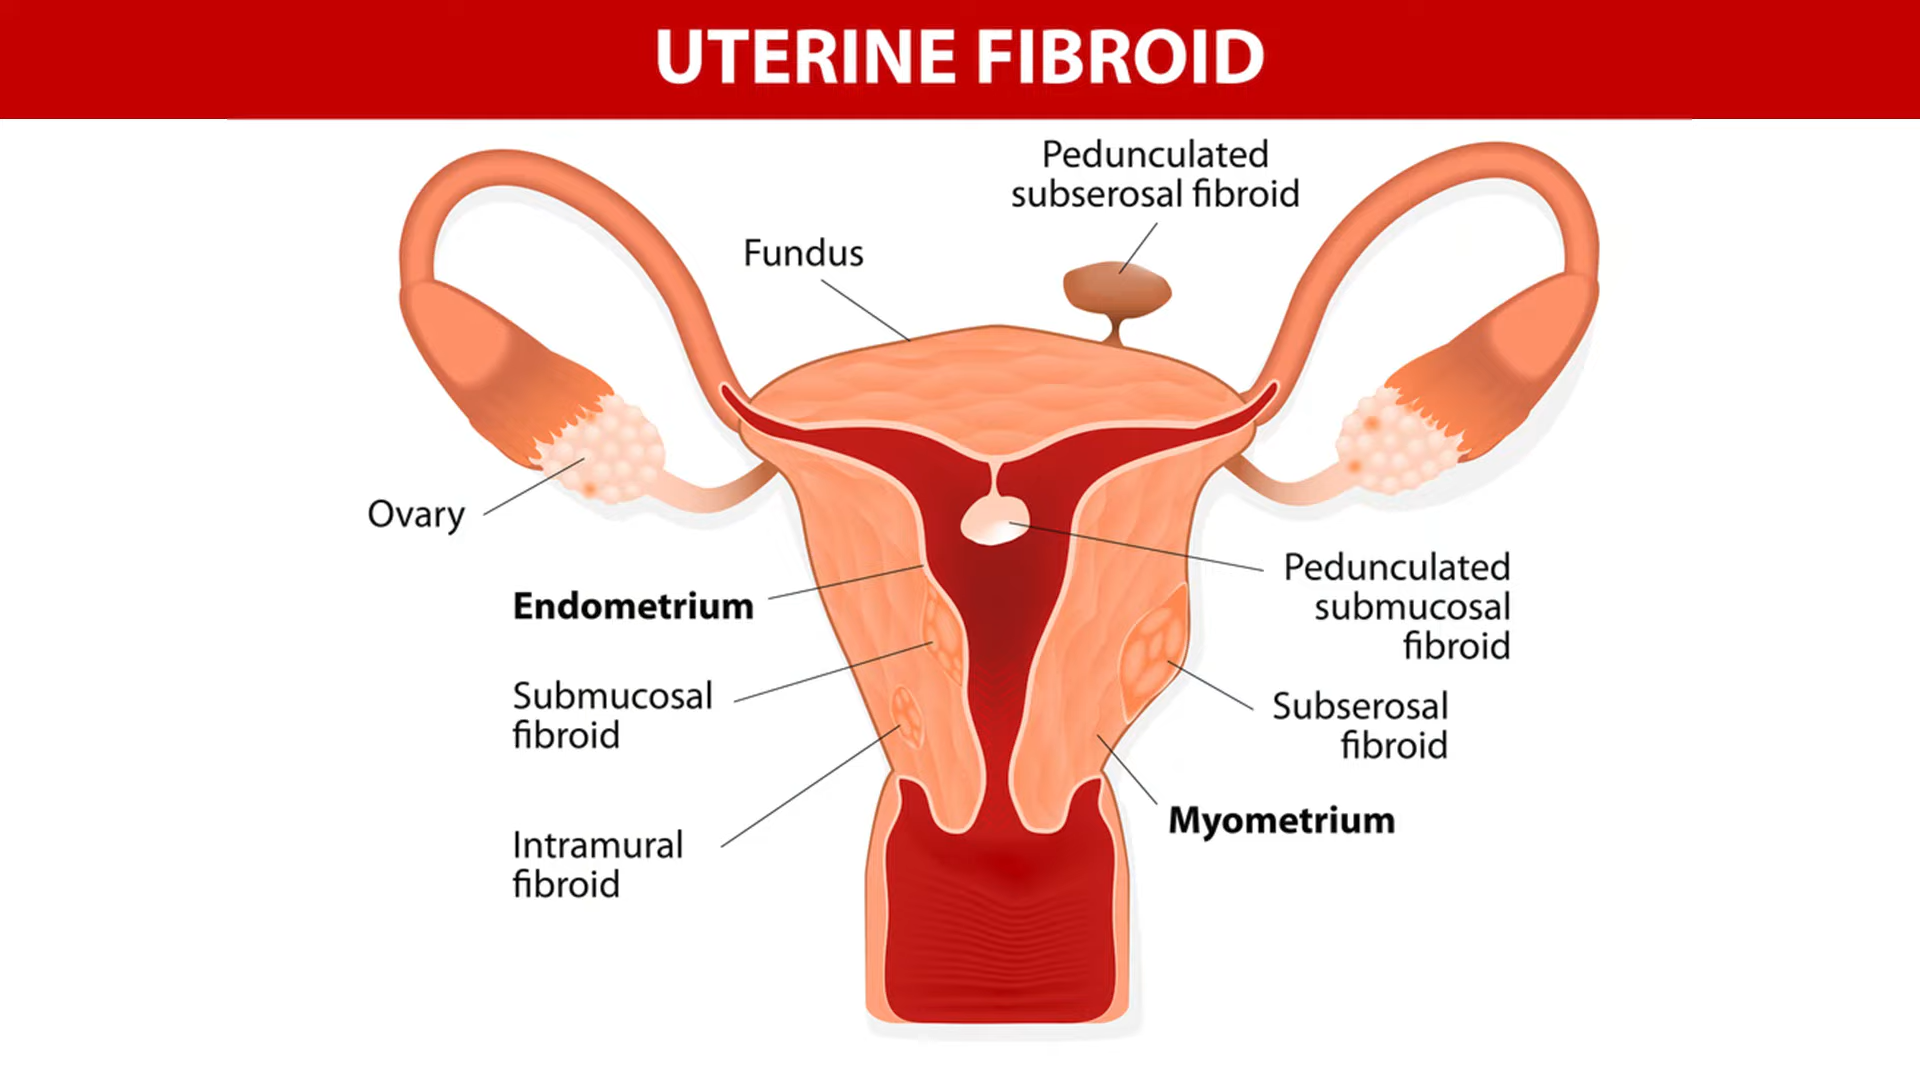 UTERINE FIBROID
Pedunculated
subserosal fibroid
Fundus
Ovary
Endometrium
Submucosal
fibroid
Intramural
fibroid
Pedunculated
submucosal
fibroid
Subserosal
fibroid
Myometrium